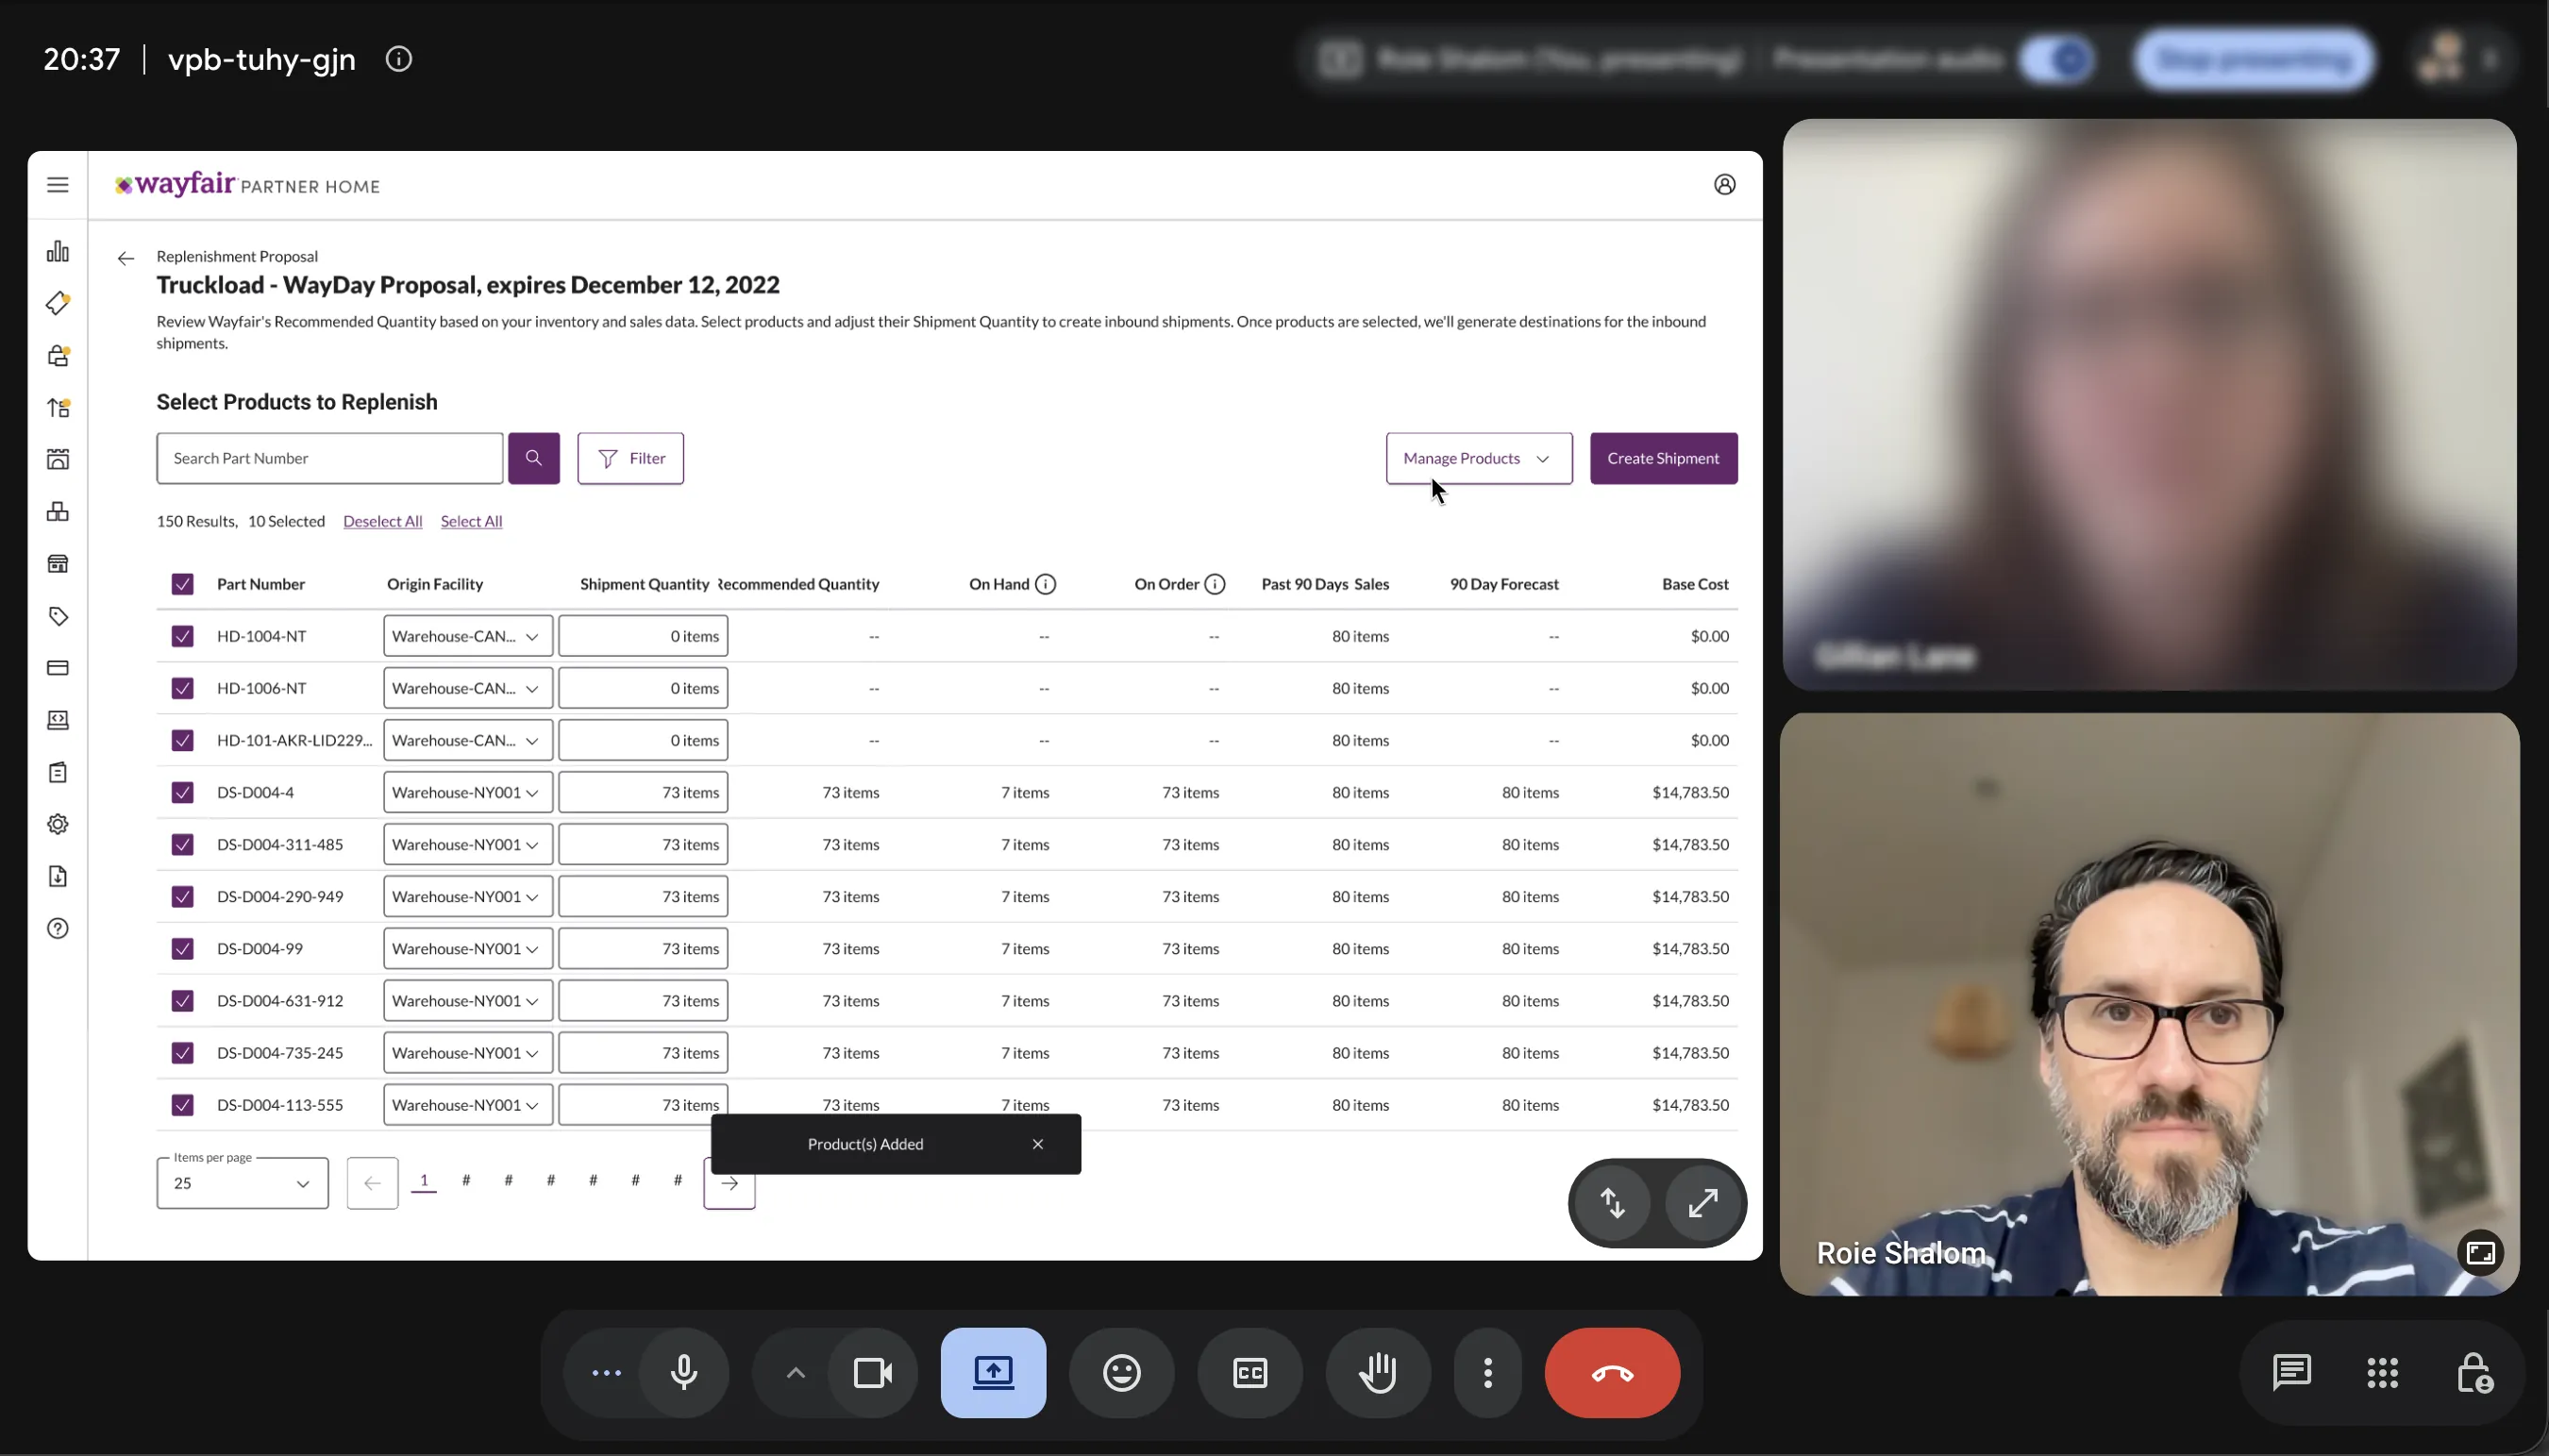 20:37 | vpb-tuhy-gjn
Roie Shalom (You, presenting) Presentation audio Stop presenting
wayfair PARTNER HOME
Replenishment Proposal
Truckload - WayDay Proposal, expires December 12, 2022
Review Wayfair's Recommended Quantity based on your inventory and sales data. Select products and adjust their Shipment Quantity to create inbound shipments. Once products are selected, we'll generate destinations for the inbound
shipments.
Select Products to Replenish
Search Part Number Filter Manage Products Create Shipment
150 Results, 10 Selected Deselect All Select All
Part Number Origin Facility Shipment Quantity Recommended Quantity On Hand On Order Past 90 Days Sales 90 Day Forecast Base Cost
HD-1004-NT Warehouse-CAN... 0 items -- -- -- 80 items -- $0.00
HD-1006-NT Warehouse-CAN... 0 items -- -- -- 80 items -- $0.00
HD-101-AKR-LID229... Warehouse-CAN... 0 items -- -- -- 80 items -- $0.00
DS-D004-4 Warehouse-NY001 73 items 73 items 7 items 73 items 80 items 80 items $14,783.50
DS-D004-311-485 Warehouse-NY001 73 items 73 items 7 items 73 items 80 items 80 items $14,783.50
DS-D004-290-949 Warehouse-NY001 73 items 73 items 7 items 73 items 80 items 80 items $14,783.50
DS-D004-99 Warehouse-NY001 73 items 73 items 7 items 73 items 80 items 80 items $14,783.50
DS-D004-631-912 Warehouse-NY001 73 items 73 items 7 items 73 items 80 items 80 items $14,783.50
DS-D004-735-245 Warehouse-NY001 73 items 73 items 7 items 73 items 80 items 80 items $14,783.50
DS-D004-113-555 Warehouse-NY001 73 items 73 items 7 items 73 items 80 items 80 items $14,783.50
Product(s) Added
Items per page
25 1 # # # # # #
Gillian Lane
Roie Shalom
CC